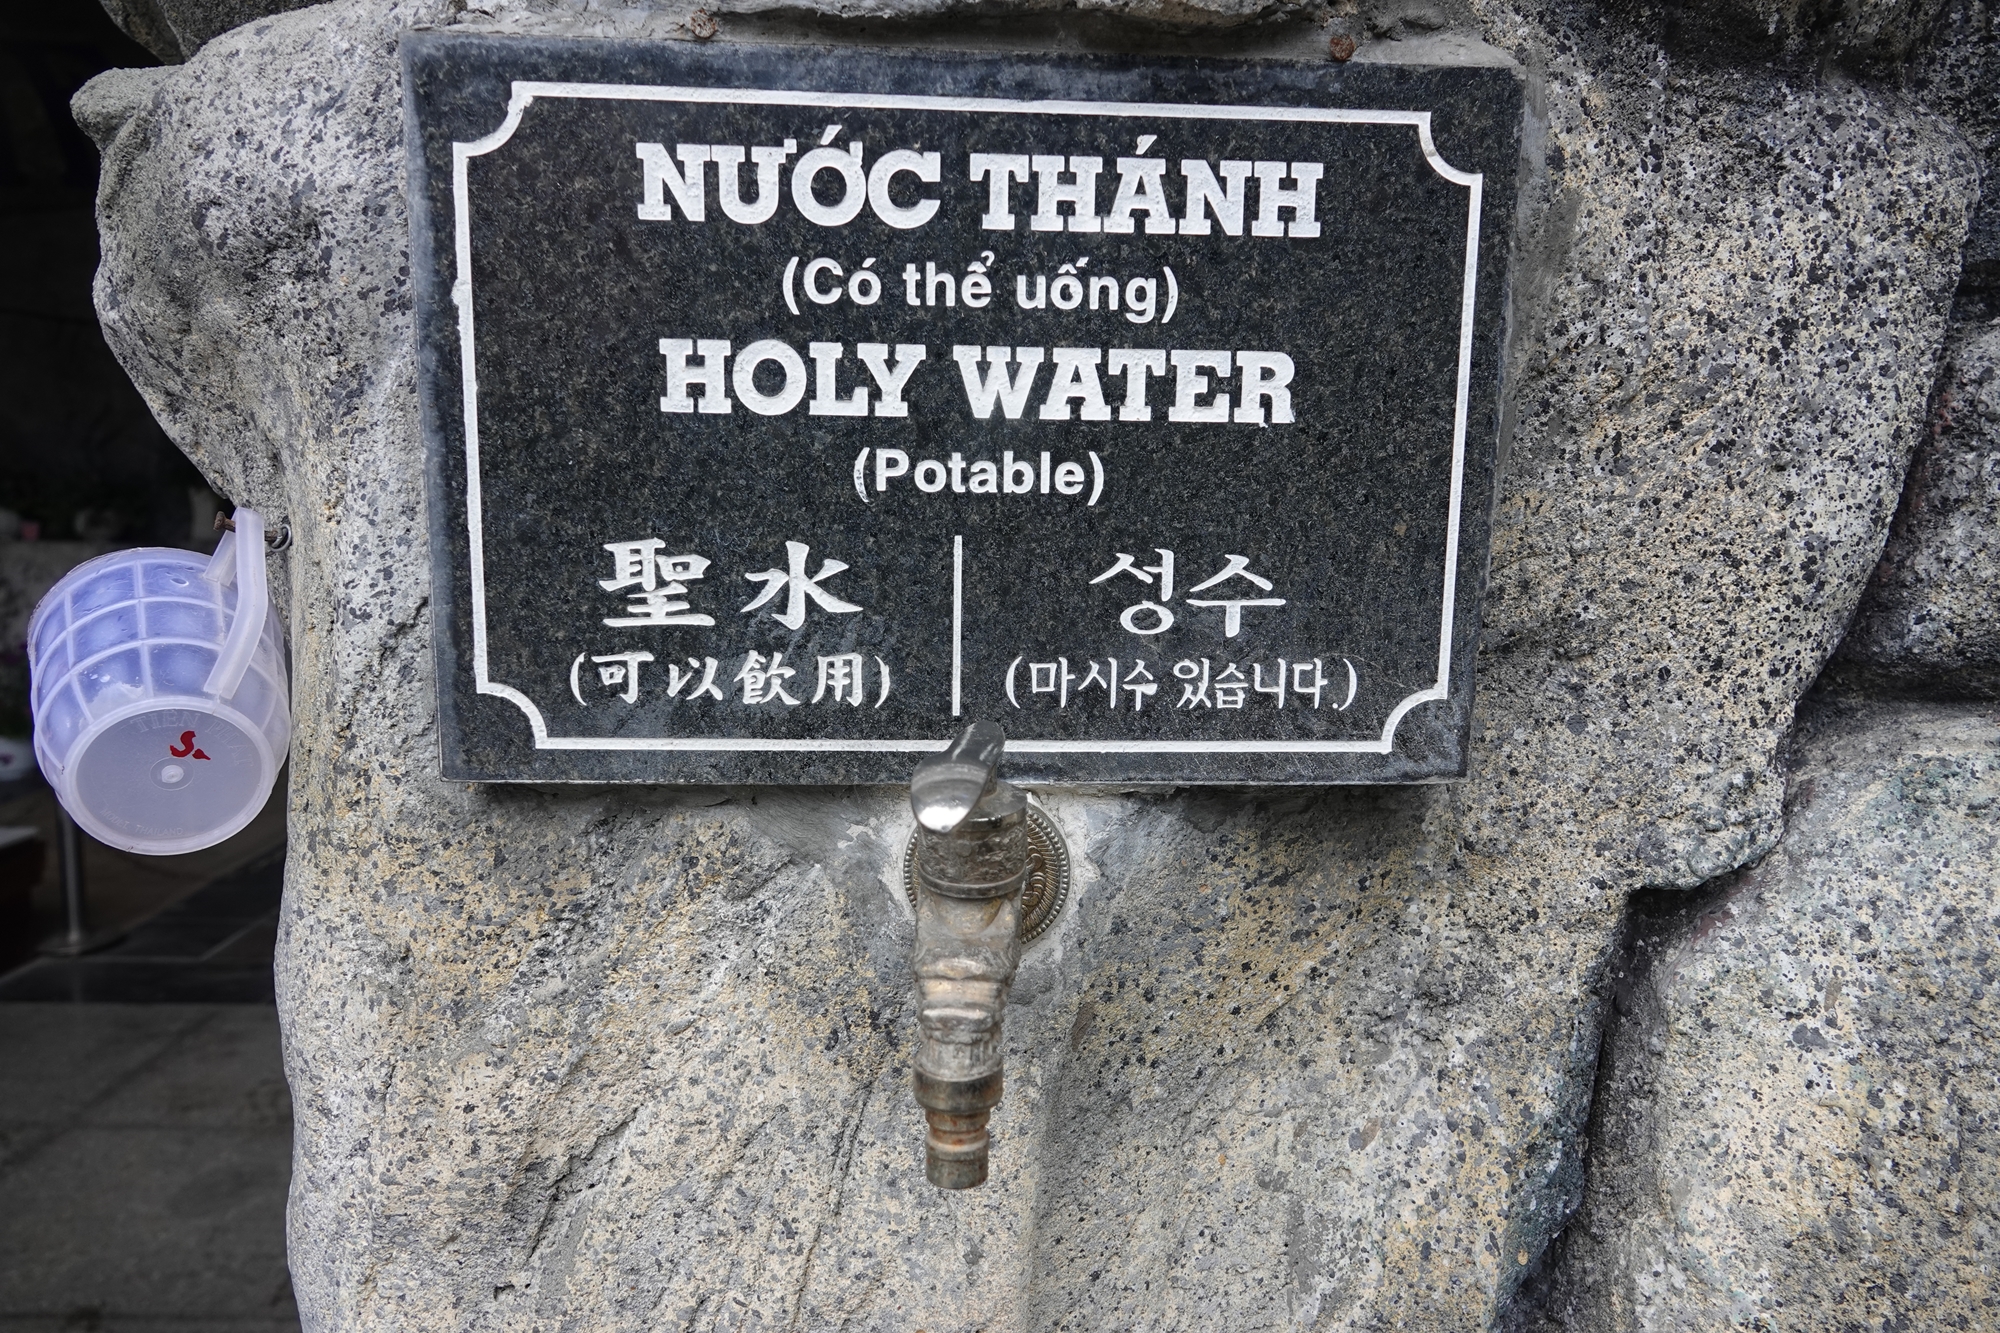 NƯỚC THÁNH
(Có thể uống)
HOLY WATER
(Potable)
聖水
(可以飲用)
성수
(마시수 있습니다.)